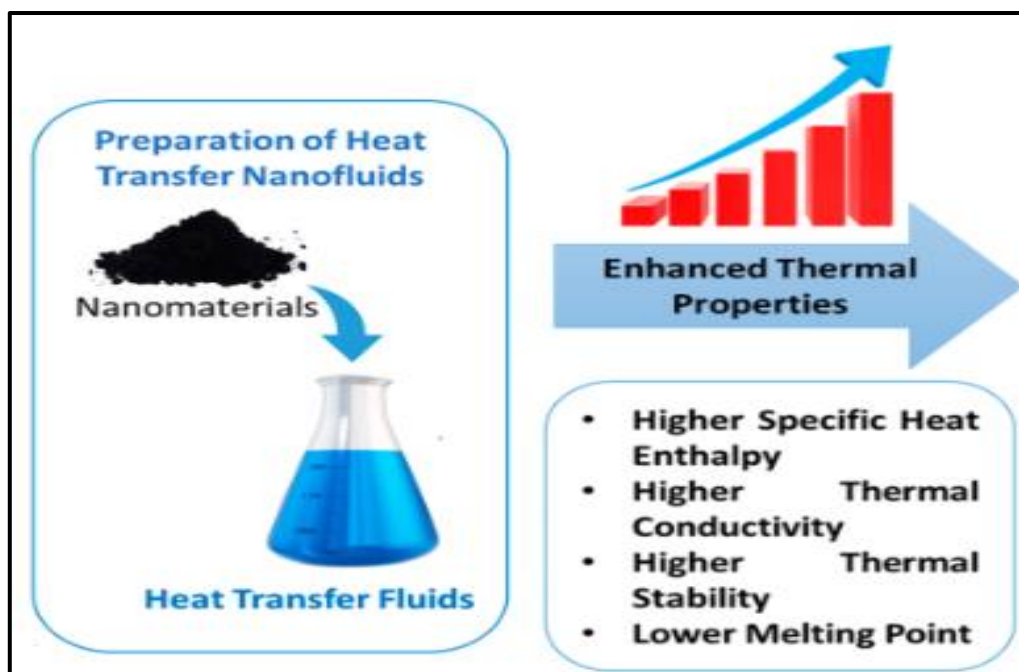 Preparation of Heat
Transfer Nanofluids
Nanomaterials
Heat Transfer Fluids
Enhanced Thermal
Properties
• Higher Specific Heat
Enthalpy
• Higher Thermal
Conductivity
• Higher Thermal
Stability
• Lower Melting Point